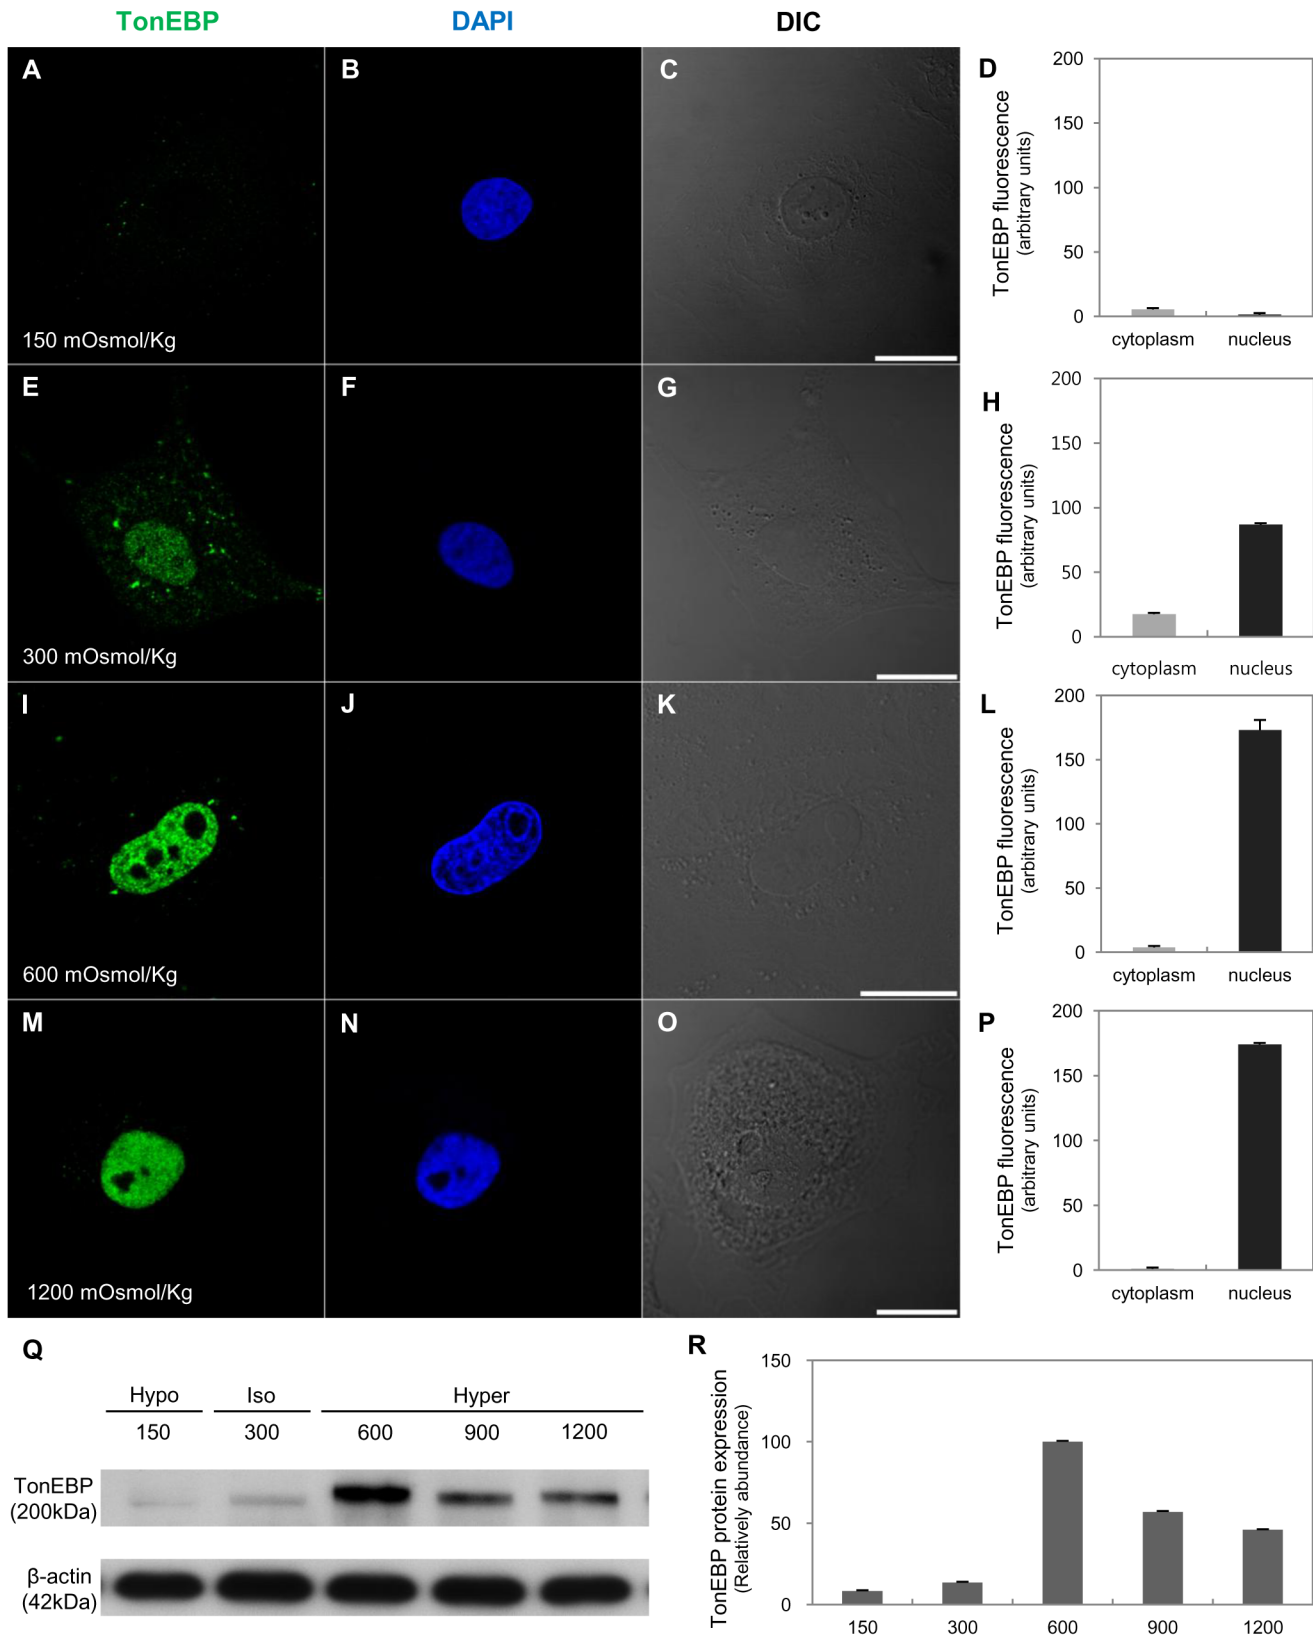 TonEBP
DAPI
DIC
A
B
C
D
150 mOsmol/Kg
TonEBP fluorescence
(arbitrary units)
200
150
100
50
0
cytoplasm nucleus
E
F
G
H
300 mOsmol/Kg
TonEBP fluorescence
(arbitrary units)
200
150
100
50
0
cytoplasm nucleus
I
J
K
L
600 mOsmol/Kg
TonEBP fluorescence
(arbitrary units)
200
150
100
50
0
cytoplasm nucleus
M
N
O
P
1200 mOsmol/Kg
TonEBP fluorescence
(arbitrary units)
200
150
100
50
0
cytoplasm nucleus
Q
Hypo Iso Hyper
150 300 600 900 1200
TonEBP
(200kDa)
β-actin
(42kDa)
R
TonEBP protein expression
(Relatively abundance)
150
100
50
0
150 300 600 900 1200